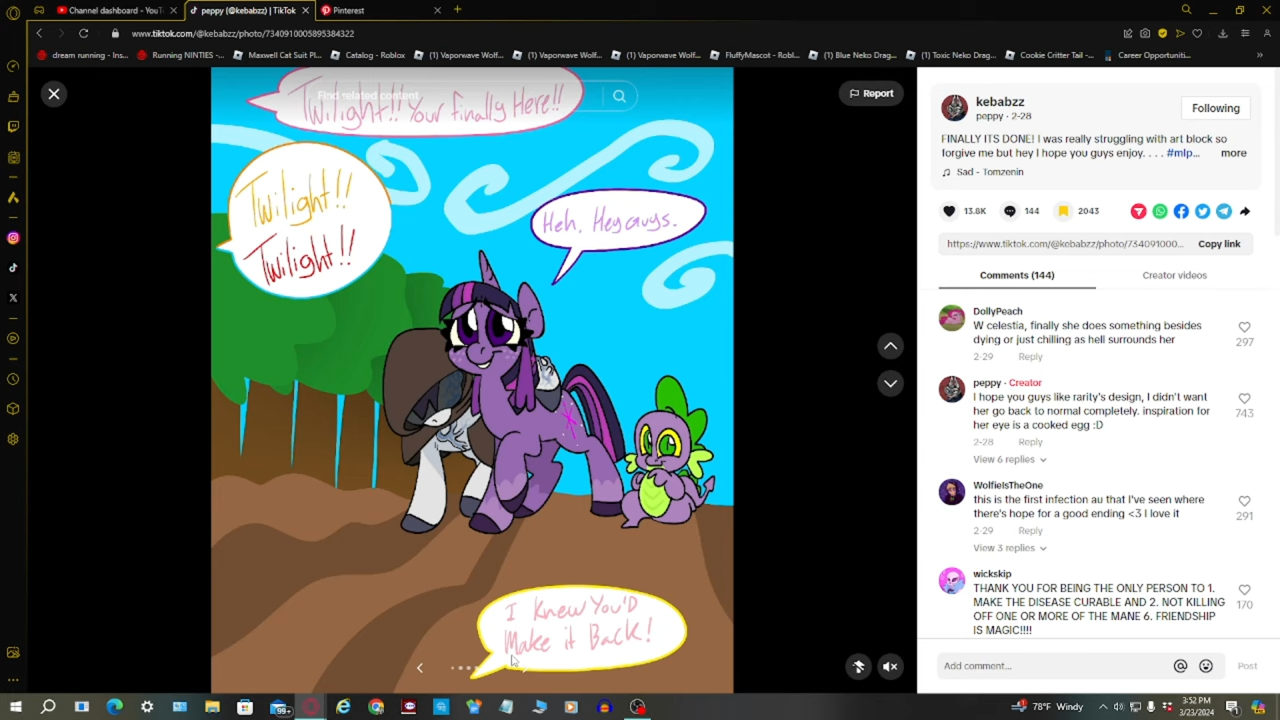 Channel dashboard - YouT
peppy (@kebabzz) | TikTok
Pinterest
www.tiktok.com/@kebabzz/photo/7340910005895384322
dream running - Ins...
Running NINTIES - ...
Maxwell Cat Suit Pl...
Catalog - Roblox
(1) Vaporwave Wolf...
(1) Vaporwave Wolf...
(1) Vaporwave Wolf...
FluffyMascot - Robl...
(1) Blue Neko Drag...
(1) Toxic Neko Drag...
Cookie Critter Tail -...
Career Opportuniti...
Find related content
Report
Twilight!! Your finally Here!!
Twilight!!
Twilight!!
Heh. Hey guys.
I Knew You'D
Make it Back!
kebabzz
peppy · 2-28
Following
FINALLY ITS DONE! I was really struggling with art block so
forgive me but hey I hope you guys enjoy. . . . #mlp... more
Sad - Tomzenin
13.8K
144
2043
https://www.tiktok.com/@kebabzz/photo/734091000...
Copy link
Comments (144)
Creator videos
DollyPeach
W celestia, finally she does something besides
dying or just chilling as hell surrounds her
297
2-29 Reply
peppy · Creator
I hope you guys like rarity's design, I didn't want
her go back to normal completely. inspiration for
her eye is a cooked egg :D
743
2-28 Reply
View 6 replies
WolfieIsTheOne
this is the first infection au that I've seen where
there's hope for a good ending <3 I love it
291
2-29 Reply
View 3 replies
wickskip
THANK YOU FOR BEING THE ONLY PERSON TO 1.
MAKE THE DISEASE CURABLE AND 2. NOT KILLING
OFF ONE OR MORE OF THE MANE 6. FRIENDSHIP
IS MAGIC!!!!
170
Add comment...
Post
99+
78°F Windy
3:52 PM
3/23/2024
1